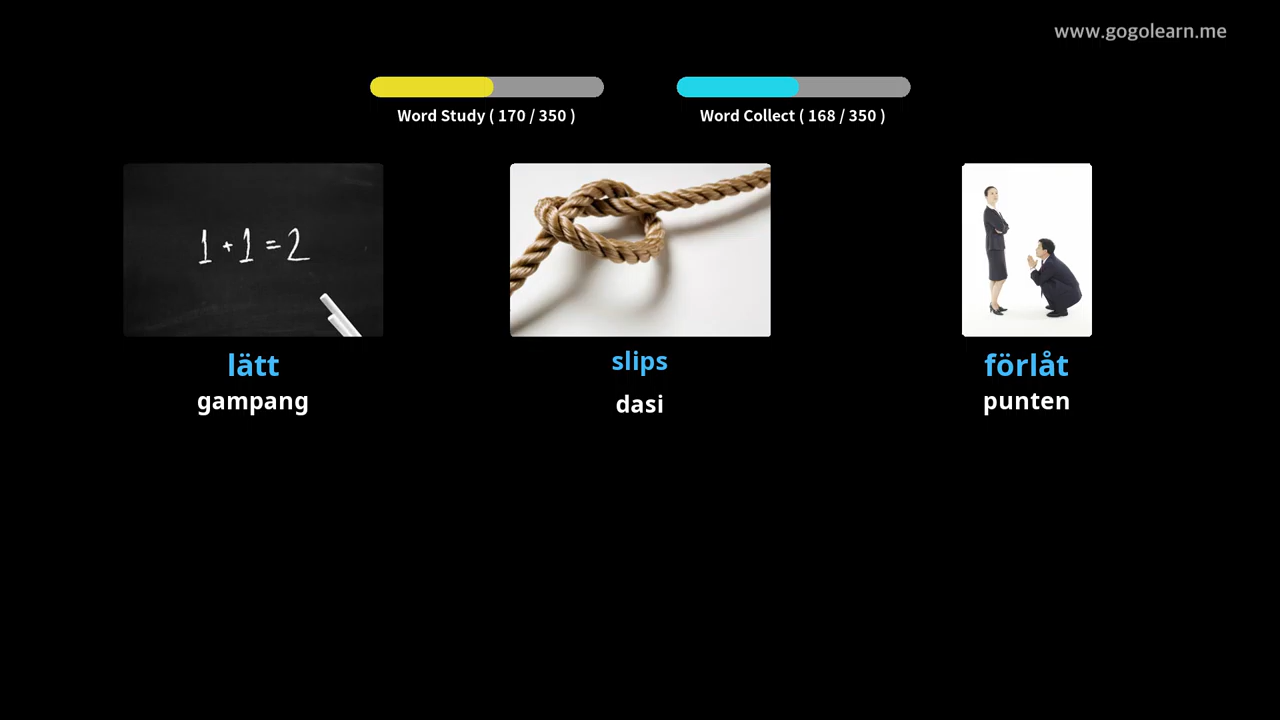 www.gogolearn.me
Word Study ( 170 / 350 )
Word Collect ( 168 / 350 )
1 + 1 = 2
lätt
gampang
slips
dasi
förlåt
punten